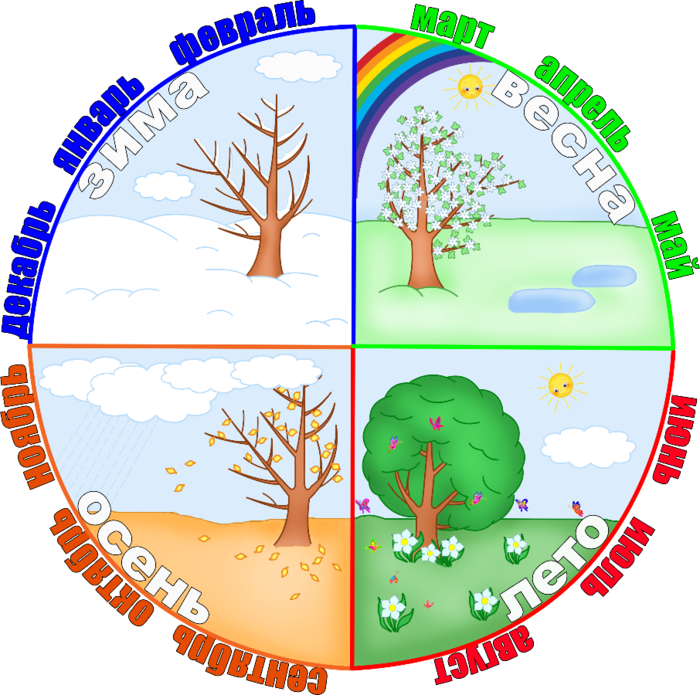 декабрь
январь
февраль
зима
март
апрель
май
весна
июнь
июль
август
лето
сентябрь
октябрь
ноябрь
осень